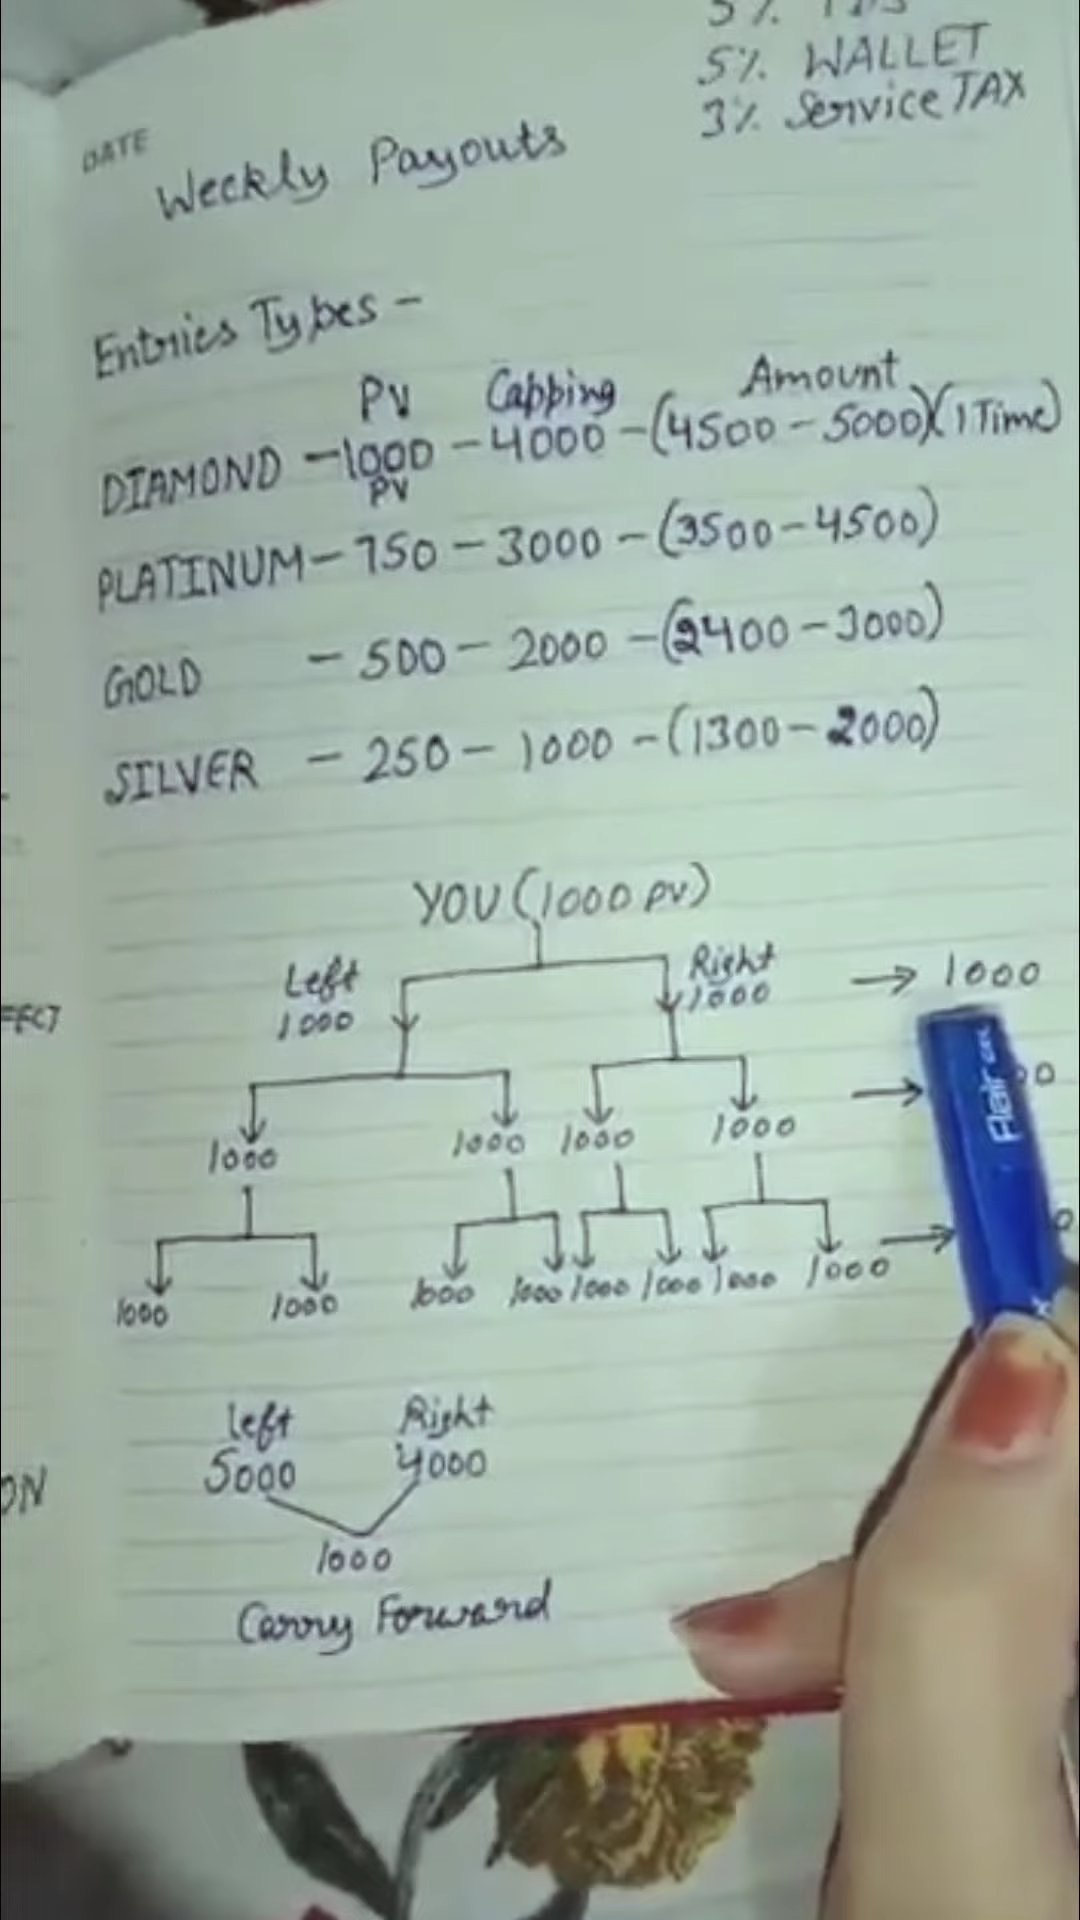 5% WALLET
3% Service TAX
DATE
Weekly Payouts
Entries Types -
PV Capping Amount
DIAMOND - 1000 - 4000 - (4500 - 5000) (1 Time)
PV
PLATINUM - 750 - 3000 - (3500 - 4500)
GOLD - 500 - 2000 - (2400 - 3000)
SILVER - 250 - 1000 - (1300 - 2000)
YOU (1000 PV)
Left Right
1000 1000 → 1000
1000 1000 1000 1000 →
1000 1000 1000 1000 1000 1000 1000 1000 →
Flair
Left Right
5000 4000
1000
Carry Forward